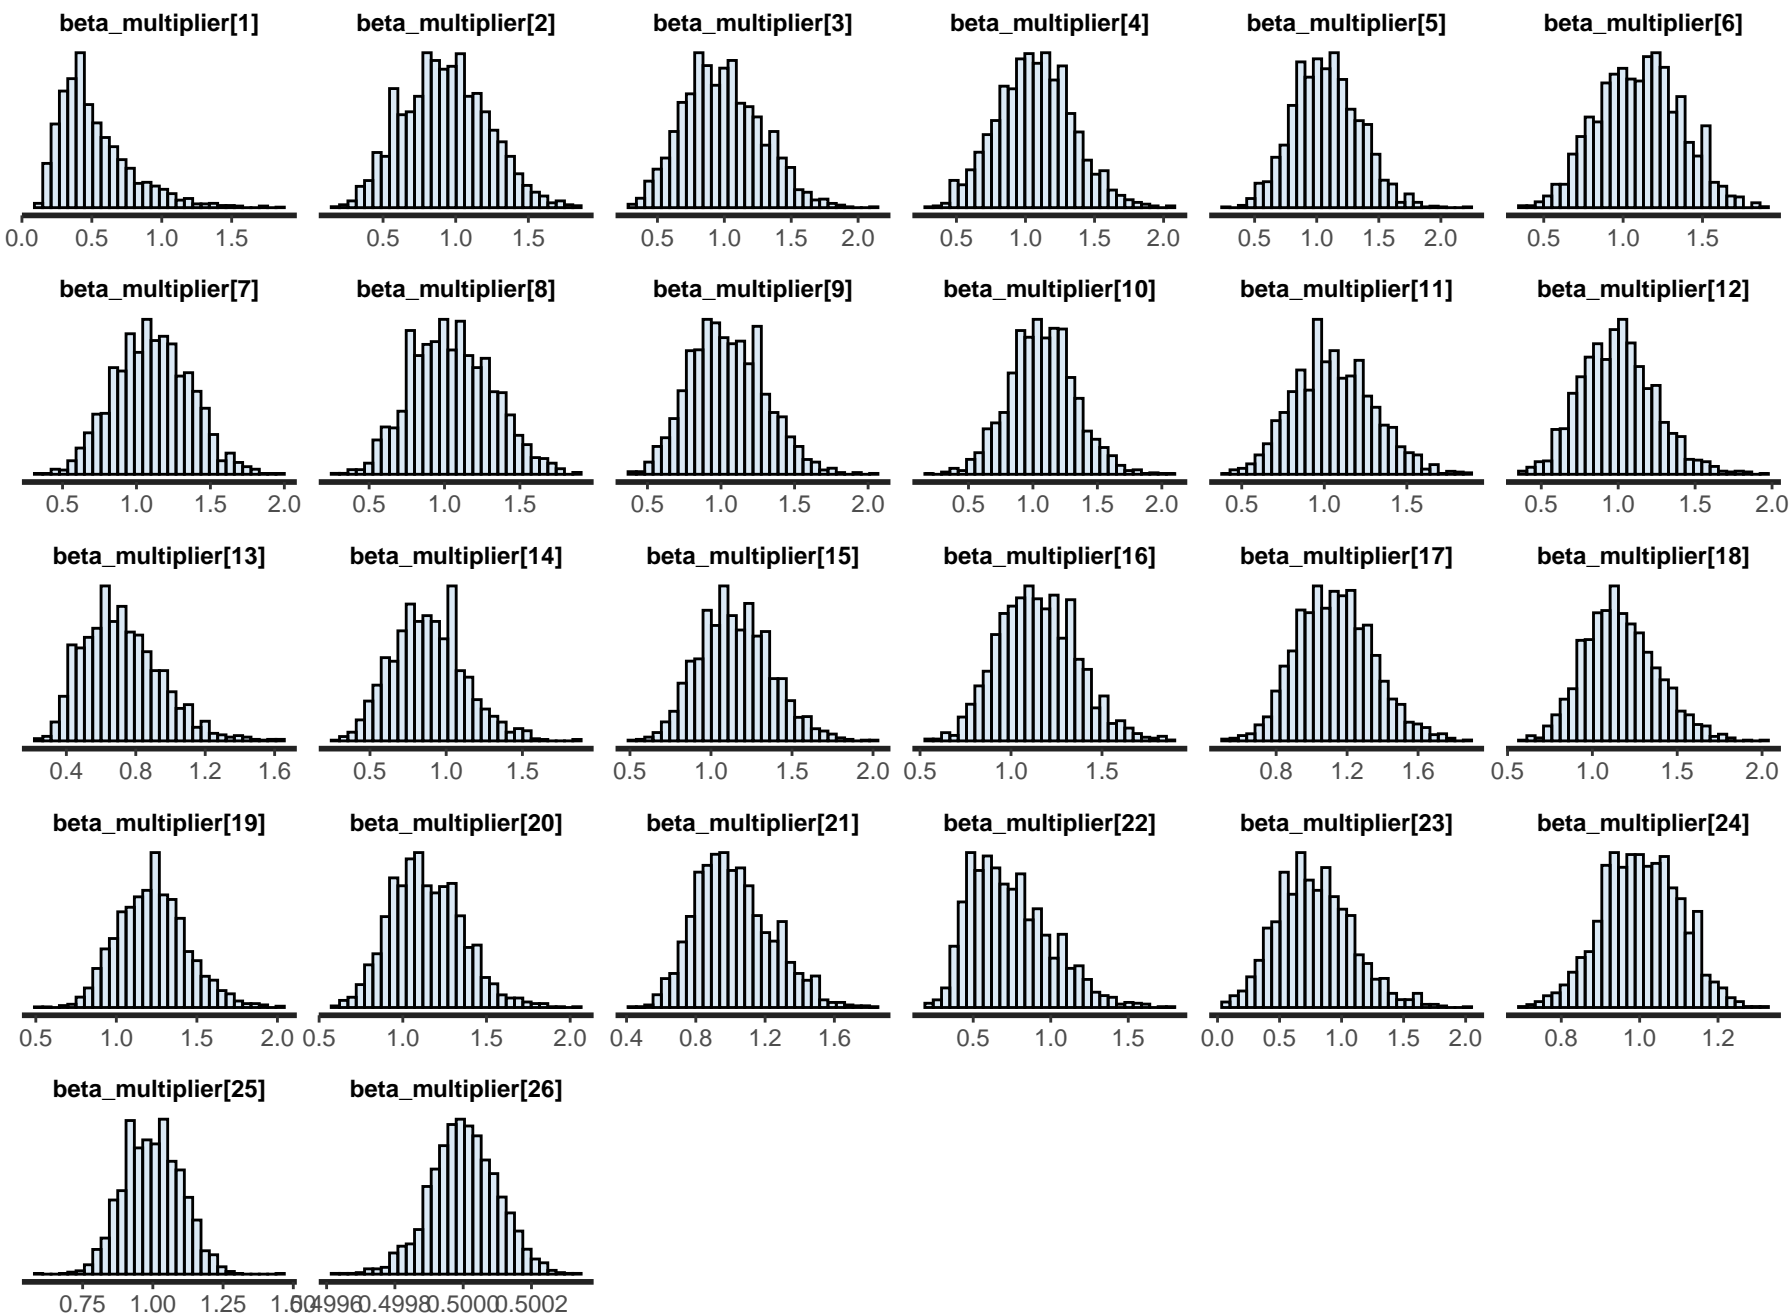 beta_multiplier[1] beta_multiplier[2] beta_multiplier[3] beta_multiplier[4] beta_multiplier[5] beta_multiplier[6]
0.0 0.5 1.0 1.5 0.5 1.0 1.5 0.5 1.0 1.5 2.0 0.5 1.0 1.5 2.0 0.5 1.0 1.5 2.0 0.5 1.0 1.5
beta_multiplier[7] beta_multiplier[8] beta_multiplier[9] beta_multiplier[10] beta_multiplier[11] beta_multiplier[12]
0.5 1.0 1.5 2.0 0.5 1.0 1.5 0.5 1.0 1.5 2.0 0.5 1.0 1.5 2.0 0.5 1.0 1.5 0.5 1.0 1.5 2.0
beta_multiplier[13] beta_multiplier[14] beta_multiplier[15] beta_multiplier[16] beta_multiplier[17] beta_multiplier[18]
0.4 0.8 1.2 1.6 0.5 1.0 1.5 0.5 1.0 1.5 2.0 0.5 1.0 1.5 0.8 1.2 1.6 0.5 1.0 1.5 2.0
beta_multiplier[19] beta_multiplier[20] beta_multiplier[21] beta_multiplier[22] beta_multiplier[23] beta_multiplier[24]
0.5 1.0 1.5 2.0 0.5 1.0 1.5 2.0 0.4 0.8 1.2 1.6 0.5 1.0 1.5 0.0 0.5 1.0 1.5 2.0 0.8 1.0 1.2
beta_multiplier[25] beta_multiplier[26]
0.75 1.00 1.25 1.50 0.4996 0.4998 0.5000 0.5002